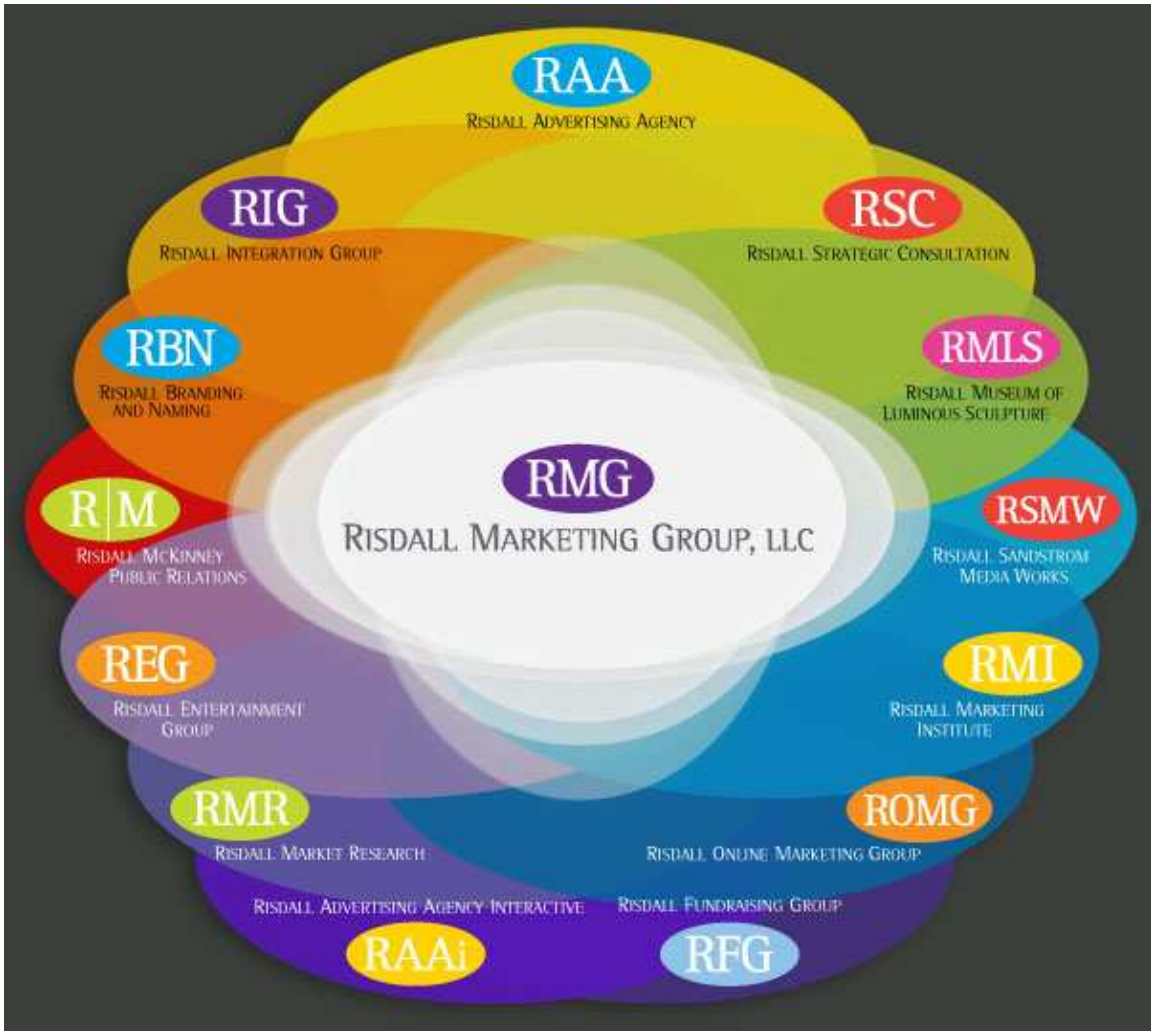 RAA
Risdall Advertising Agency
RIG
Risdall Integration Group
RSC
Risdall Strategic Consultation
RBN
Risdall Branding
and Naming
RMLS
Risdall Museum of
Luminous Sculpture
RMG
Risdall Marketing Group, LLC
R|M
Risdall McKinney
Public Relations
RSMW
Risdall Sandstrom
Media Works
REG
Risdall Entertainment
Group
RMI
Risdall Marketing
Institute
RMR
Risdall Market Research
ROMG
Risdall Online Marketing Group
Risdall Advertising Agency Interactive
RAAi
Risdall Fundraising Group
RFG